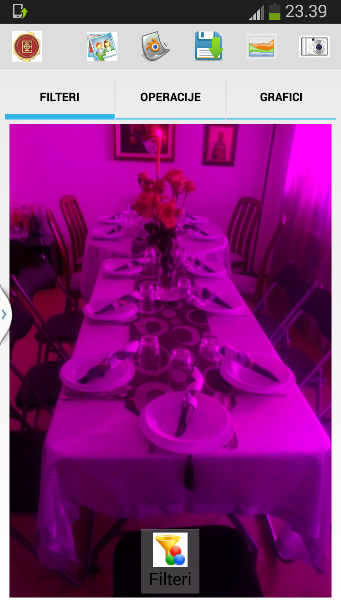 23.39
FILTERI
OPERACIJE
GRAFICI
Filteri